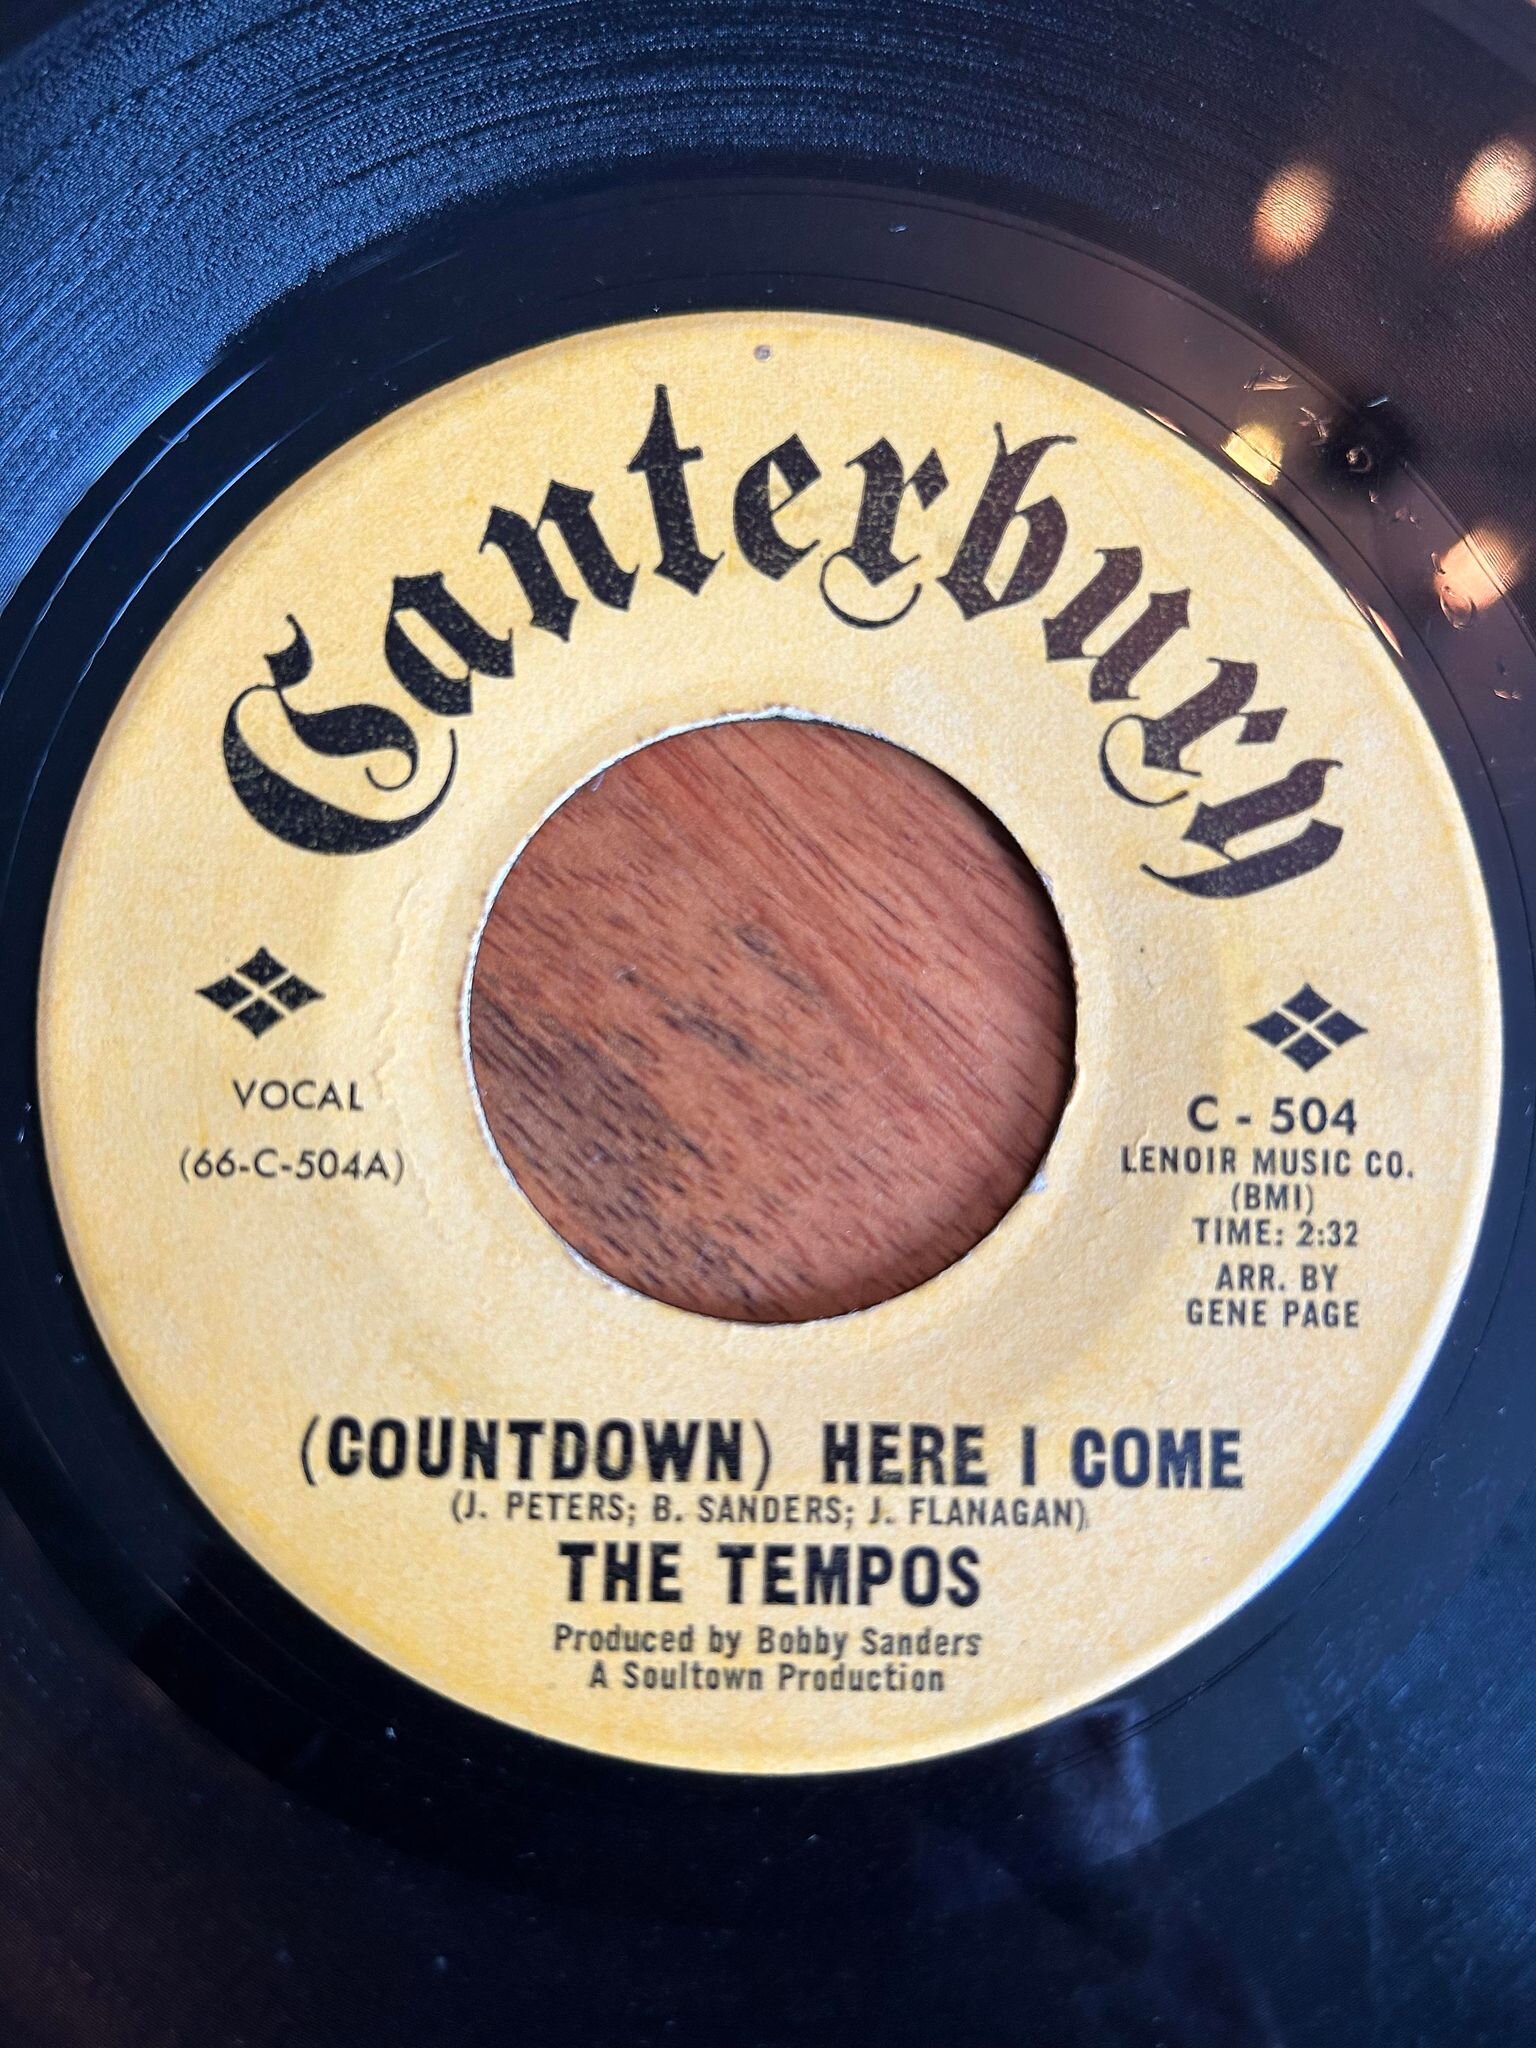 Canterbury
VOCAL
(66-C-504A)
C - 504
LENOIR MUSIC CO.
(BMI)
TIME: 2:32
ARR. BY
GENE PAGE
(COUNTDOWN) HERE I COME
(J. PETERS; B. SANDERS; J. FLANAGAN)
THE TEMPOS
Produced by Bobby Sanders
A Soultown Production